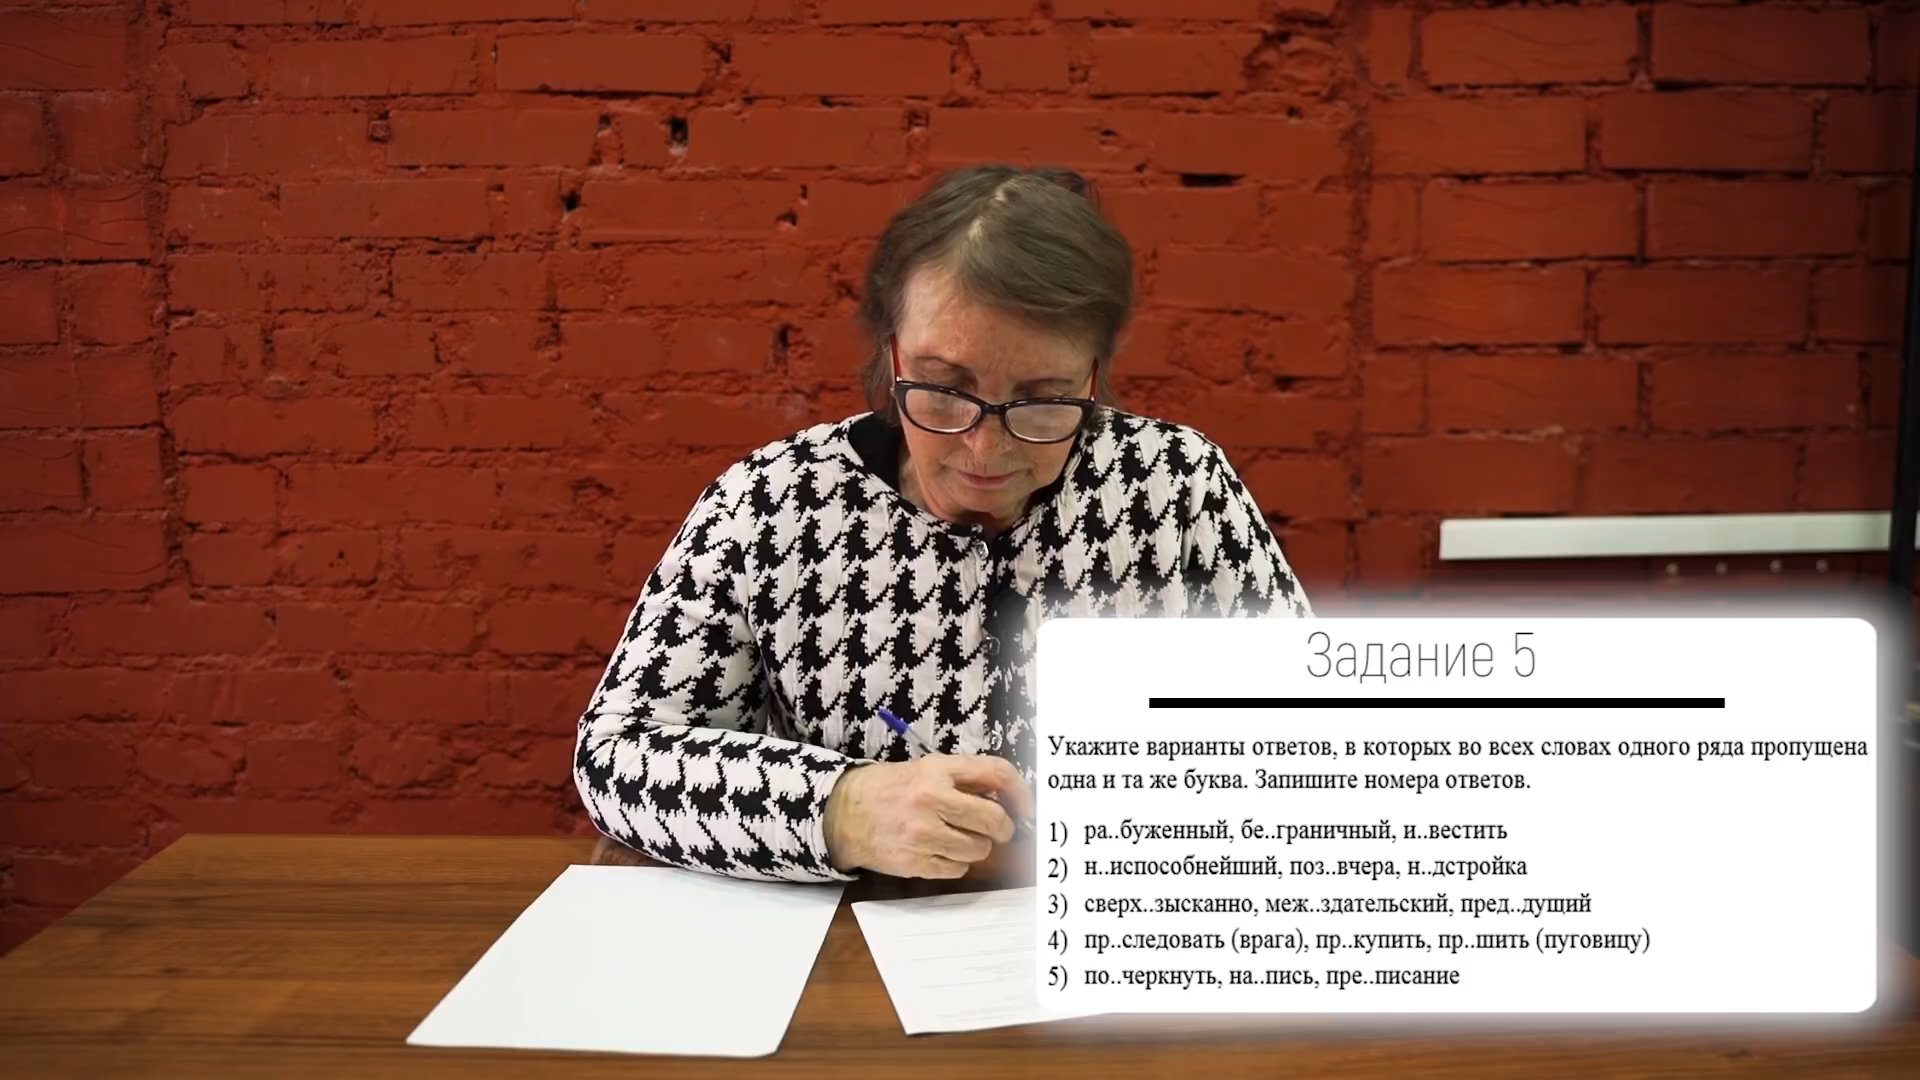 Задание 5
Укажите варианты ответов, в которых во всех словах одного ряда пропущена
одна и та же буква. Запишите номера ответов.
1) ра..буженный, бе..граничный, и..вестить
2) н..испособнейший, поз..вчера, н..дстройка
3) сверх..зысканно, меж..здательский, пред..дущий
4) пр..следовать (врага), пр..купить, пр..шить (пуговицу)
5) по..черкнуть, на..пись, пре..писание